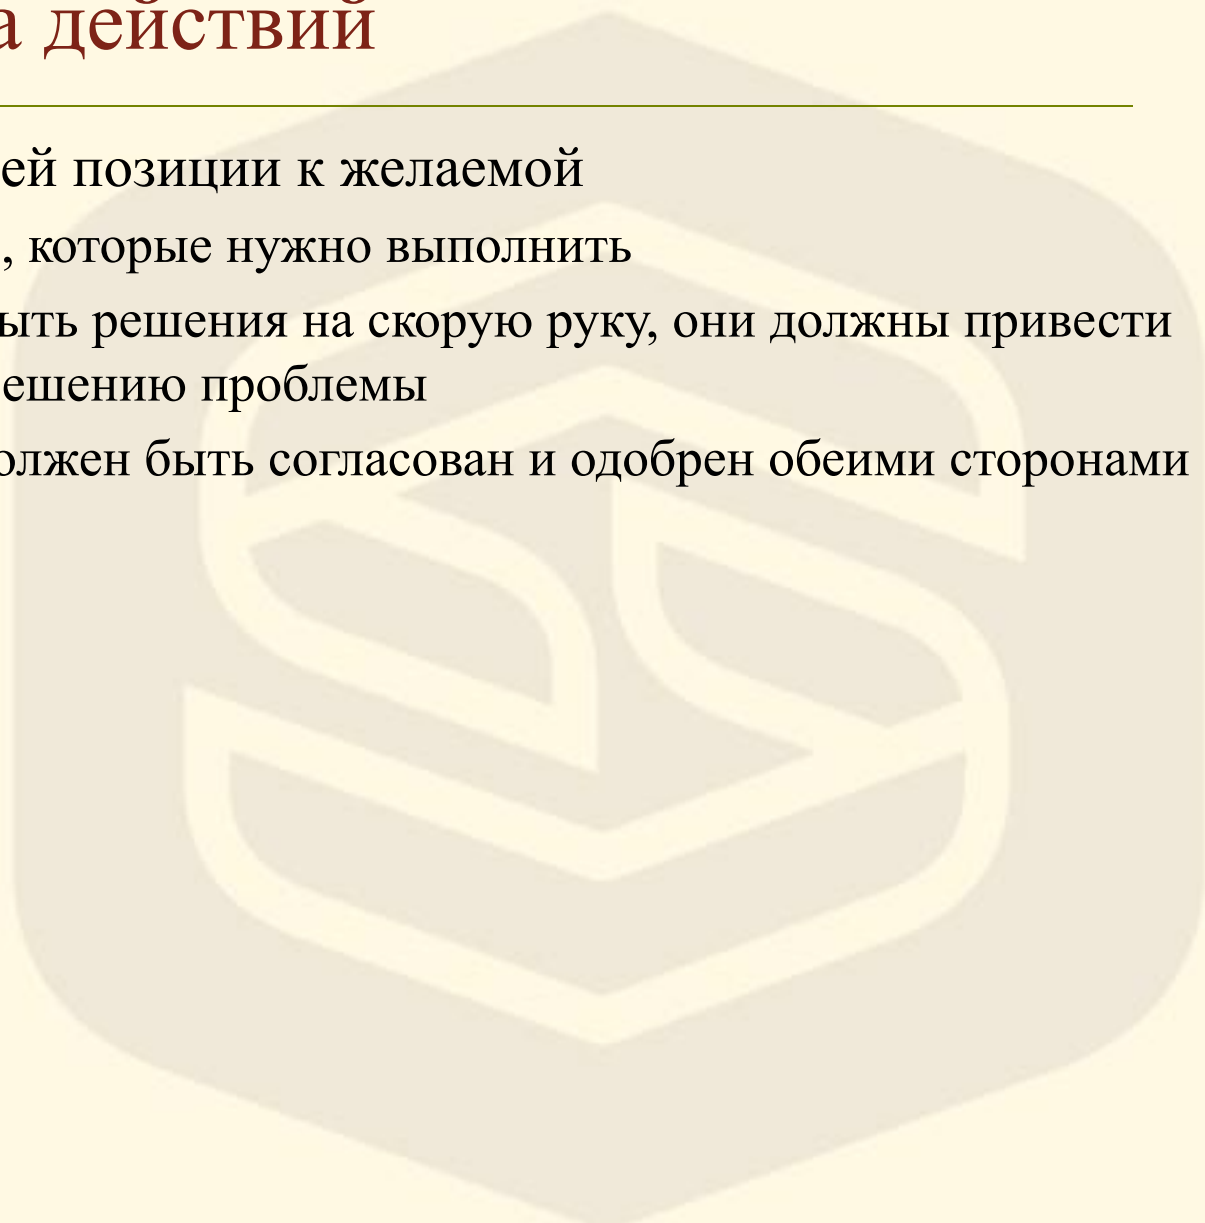 а действий
ей позиции к желаемой
, которые нужно выполнить
ыть решения на скорую руку, они должны привести
ешению проблемы
олжен быть согласован и одобрен обеими сторонами